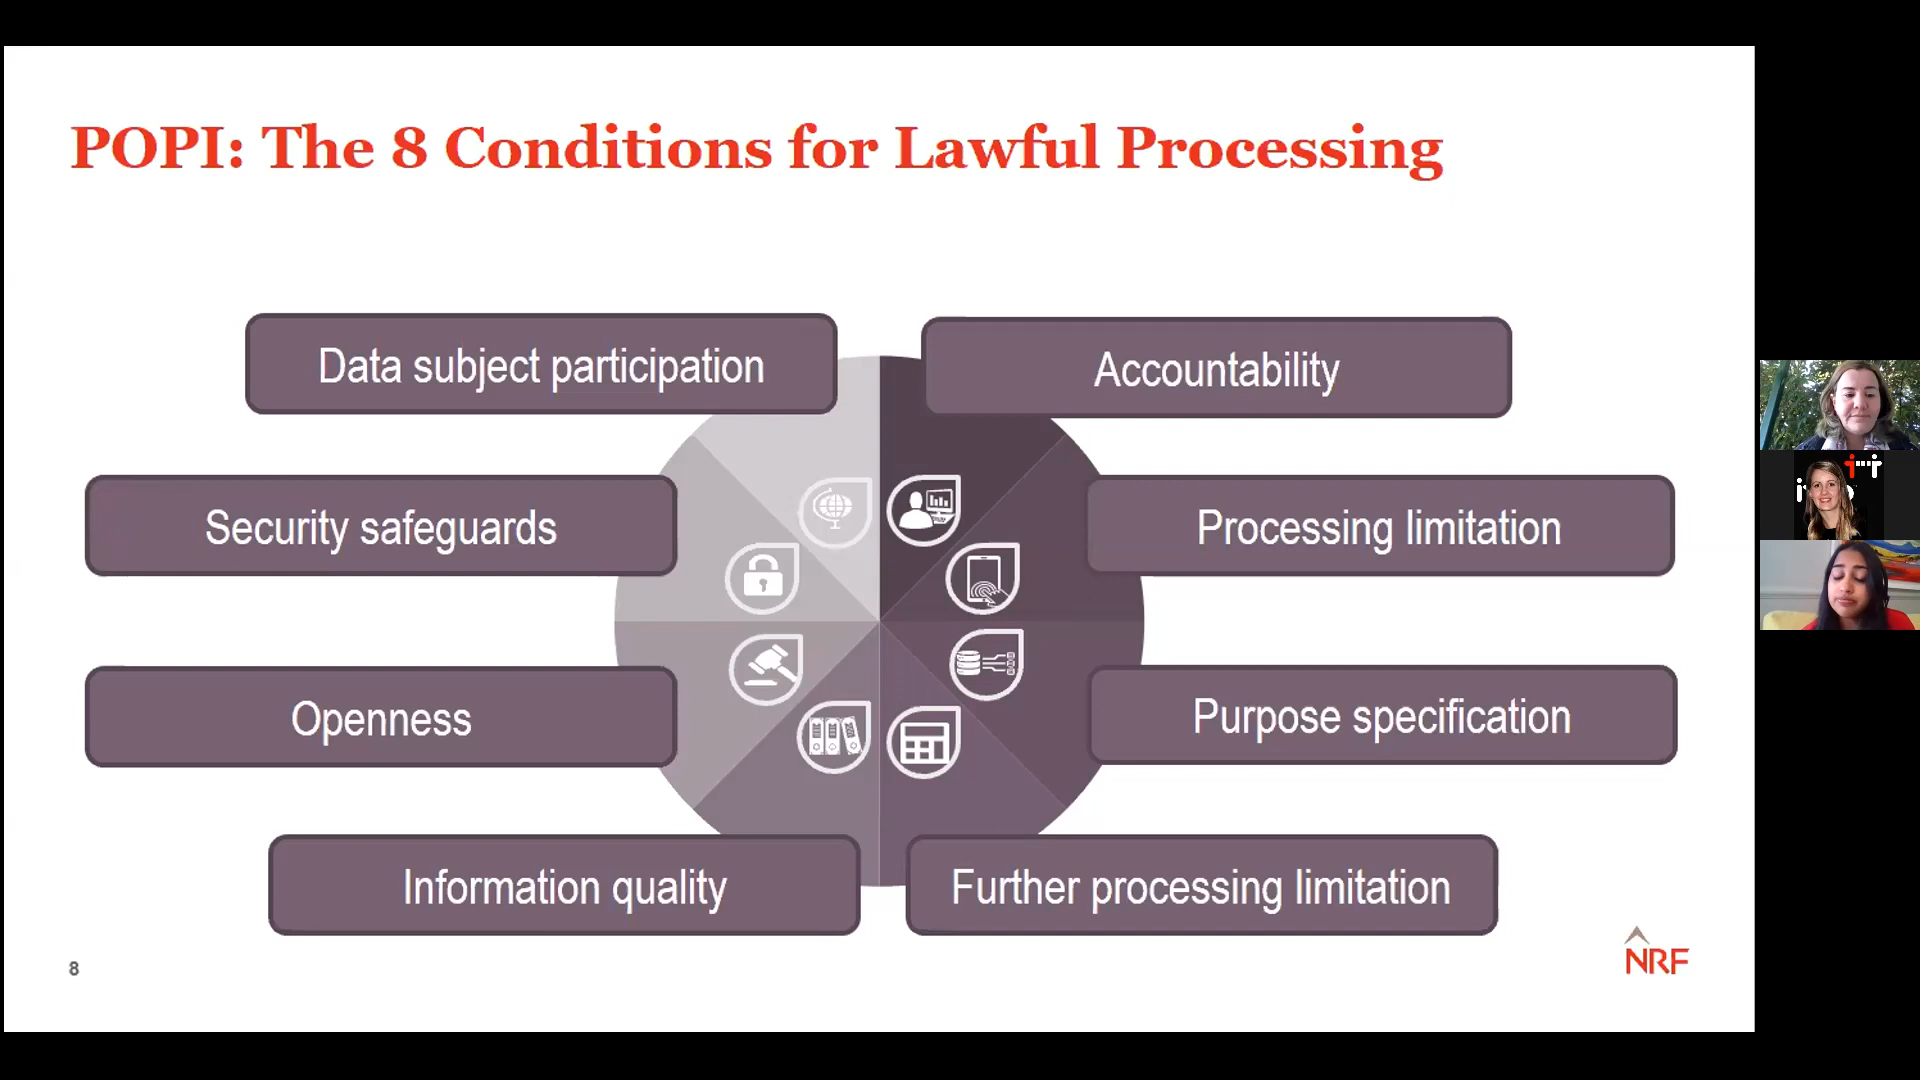 POPI: The 8 Conditions for Lawful Processing
Data subject participation
Accountability
Security safeguards
Processing limitation
Openness
Purpose specification
Information quality
Further processing limitation
8
NRF